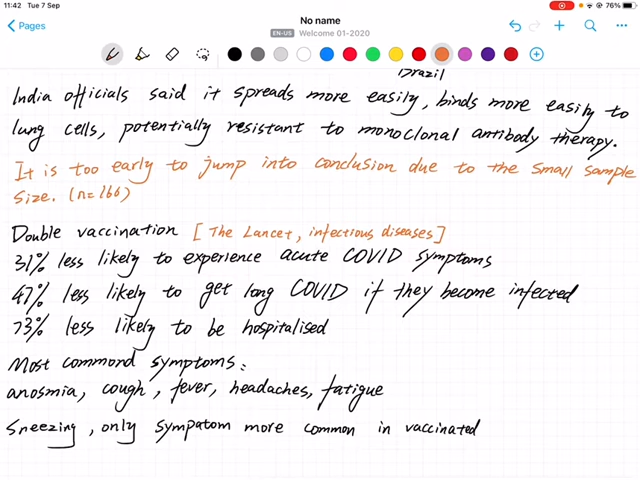 11:42 Tue 7 Sep
76%
Pages
No name
EN-US Welcome 01-2020
Brazil
India officials said it spreads more easily, binds more easily to
lung cells, potentially resistant to monoclonal antibody therapy.
It is too early to jump into conclusion due to the small sample
size. (n=166)
Double vaccination [The Lancet, infectious diseases]
31% less likely to experience acute COVID symptoms
47% less likely to get long COVID if they become infected
73% less likely to be hospitalised
Most commond symptoms:
anosmia, cough, fever, headaches, fatigue
Sneezing, only sympatom more common in vaccinated